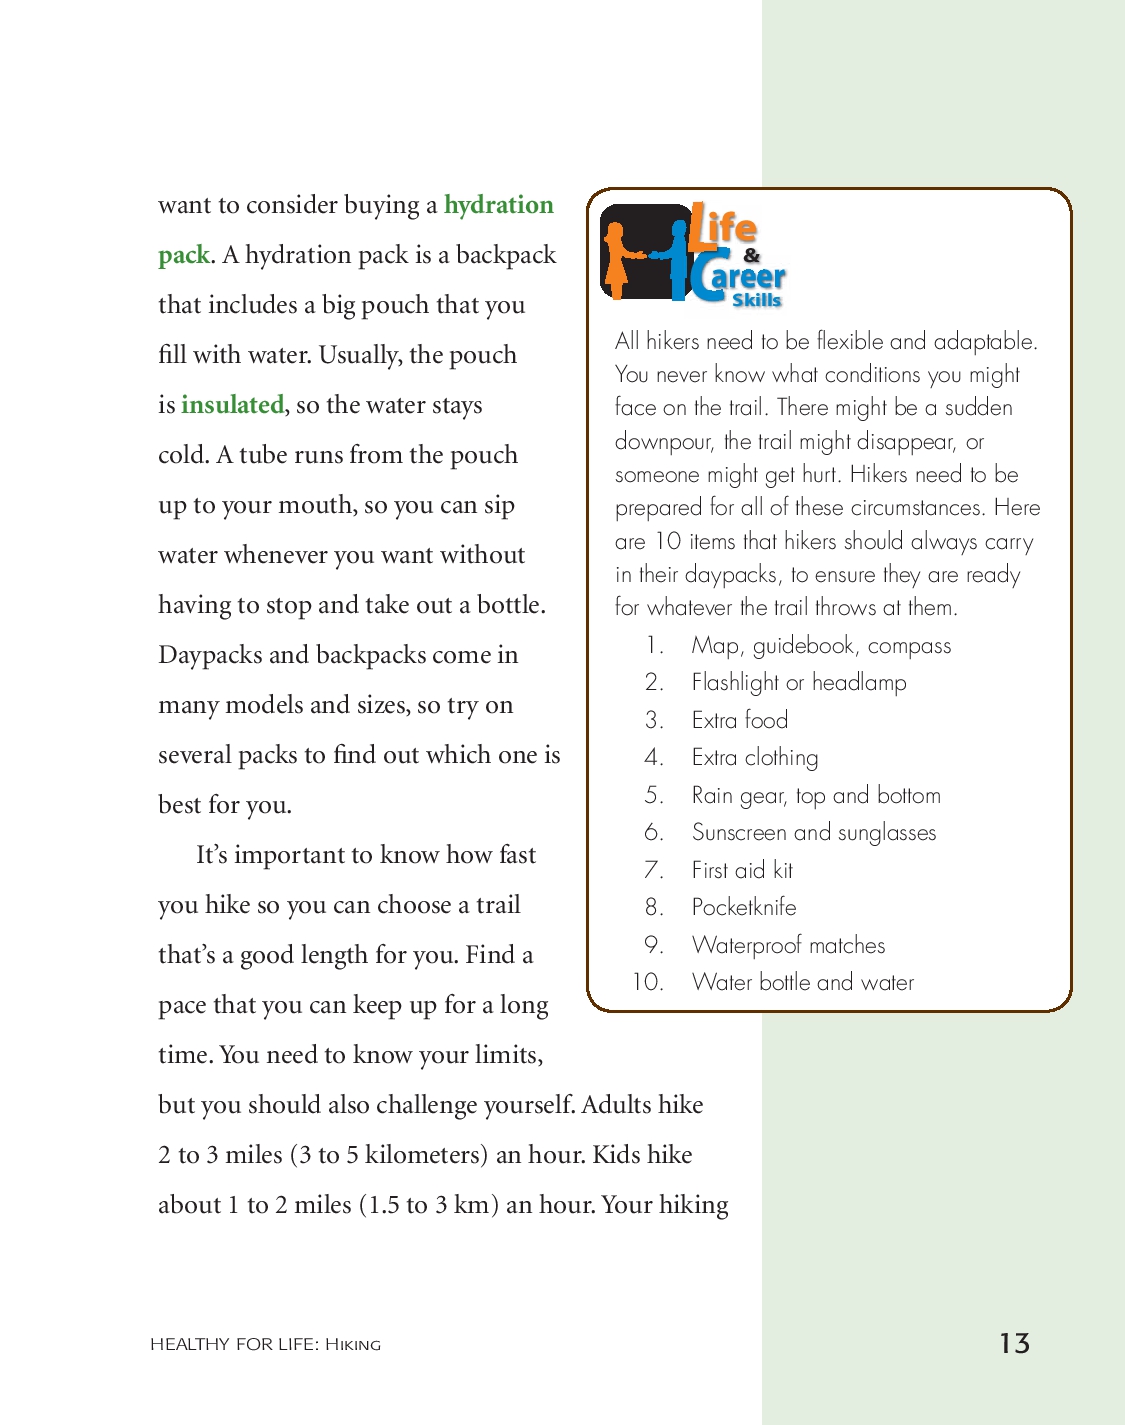 want to consider buying a hydration
pack. A hydration pack is a backpack
that includes a big pouch that you
fill with water. Usually, the pouch
is insulated, so the water stays
cold. A tube runs from the pouch
up to your mouth, so you can sip
water whenever you want without
having to stop and take out a bottle.
Daypacks and backpacks come in
many models and sizes, so try on
several packs to find out which one is
best for you.
It’s important to know how fast
you hike so you can choose a trail
that’s a good length for you. Find a
pace that you can keep up for a long
time. You need to know your limits,
but you should also challenge yourself. Adults hike
2 to 3 miles (3 to 5 kilometers) an hour. Kids hike
about 1 to 2 miles (1.5 to 3 km) an hour. Your hiking
Life
&
Career
Skills
All hikers need to be flexible and adaptable.
You never know what conditions you might
face on the trail. There might be a sudden
downpour, the trail might disappear, or
someone might get hurt. Hikers need to be
prepared for all of these circumstances. Here
are 10 items that hikers should always carry
in their daypacks, to ensure they are ready
for whatever the trail throws at them.
1. Map, guidebook, compass
2. Flashlight or headlamp
3. Extra food
4. Extra clothing
5. Rain gear, top and bottom
6. Sunscreen and sunglasses
7. First aid kit
8. Pocketknife
9. Waterproof matches
10. Water bottle and water
HEALTHY FOR LIFE: Hiking
13